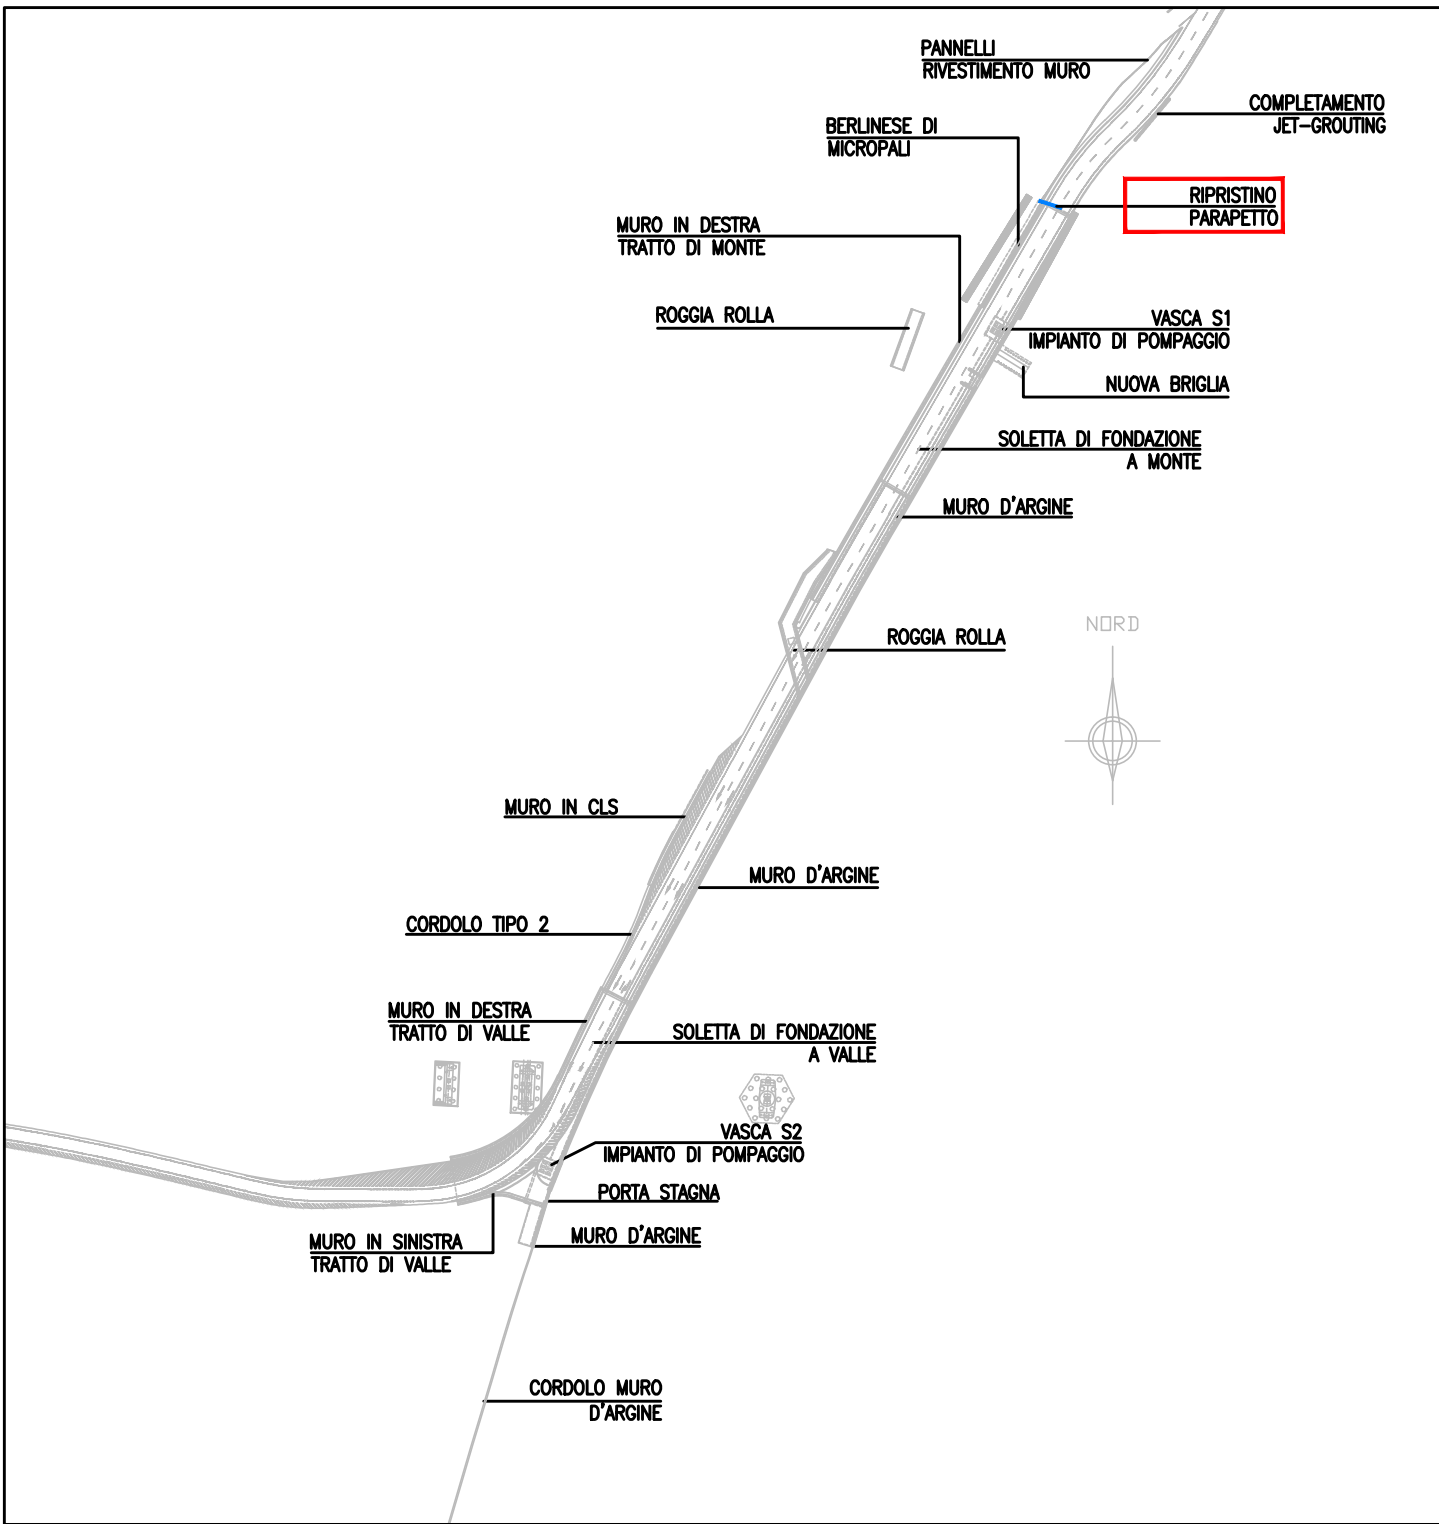 PANNELLI
RIVESTIMENTO MURO
COMPLETAMENTO
JET-GROUTING
BERLINESE DI
MICROPALI
RIPRISTINO
PARAPETTO
MURO IN DESTRA
TRATTO DI MONTE
ROGGIA ROLLA
VASCA S1
IMPIANTO DI POMPAGGIO
NUOVA BRIGLIA
SOLETTA DI FONDAZIONE
A MONTE
MURO D'ARGINE
NORD
ROGGIA ROLLA
MURO IN CLS
MURO D'ARGINE
CORDOLO TIPO 2
MURO IN DESTRA
TRATTO DI VALLE
SOLETTA DI FONDAZIONE
A VALLE
VASCA S2
IMPIANTO DI POMPAGGIO
PORTA STAGNA
MURO D'ARGINE
MURO IN SINISTRA
TRATTO DI VALLE
CORDOLO MURO
D'ARGINE